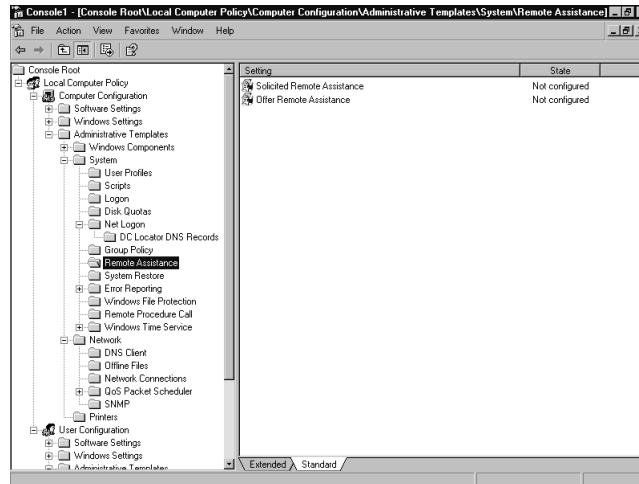 Console1 - [Console Root\Local Computer Policy\Computer Configuration\Administrative Templates\System\Remote Assistance]
File Action View Favorites Window Help
Console Root
Local Computer Policy
Computer Configuration
Software Settings
Windows Settings
Administrative Templates
Windows Components
System
User Profiles
Scripts
Logon
Disk Quotas
Net Logon
DC Locator DNS Records
Group Policy
Remote Assistance
System Restore
Error Reporting
Windows File Protection
Remote Procedure Call
Windows Time Service
Network
DNS Client
Offline Files
Network Connections
QoS Packet Scheduler
SNMP
Printers
User Configuration
Software Settings
Windows Settings
Administrative Templates
Setting State
Solicited Remote Assistance Not configured
Offer Remote Assistance Not configured
Extended Standard